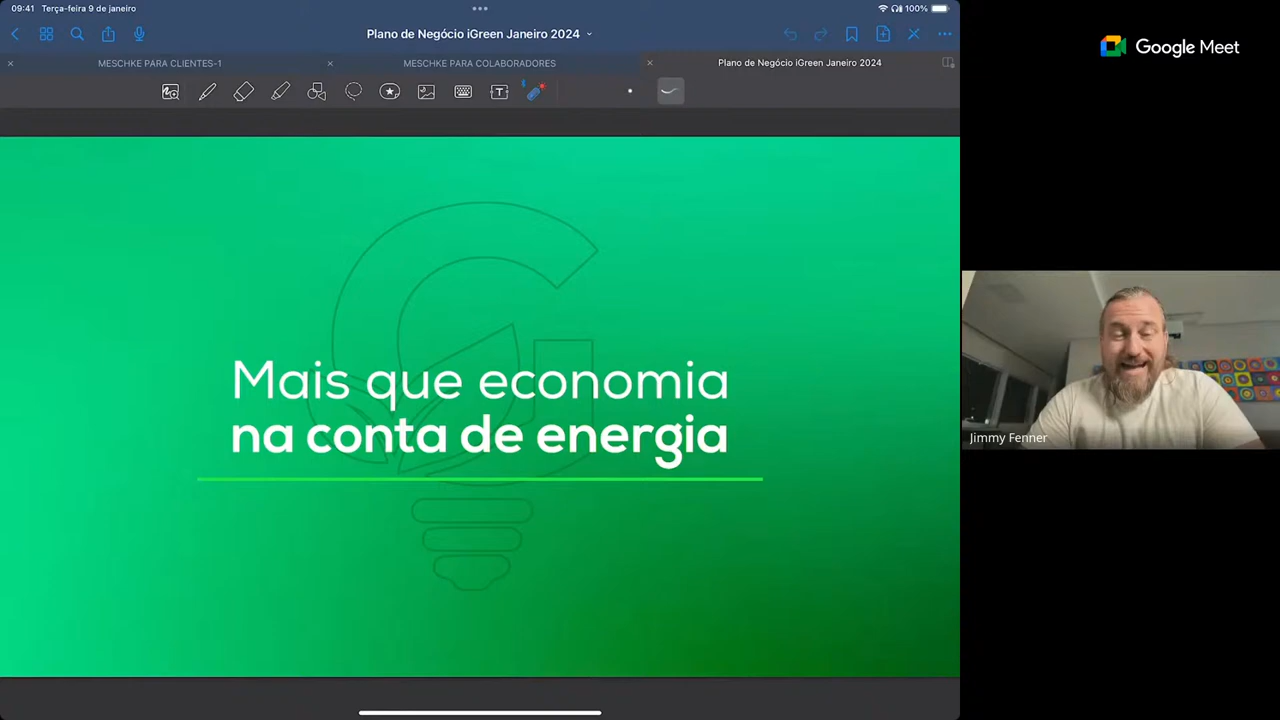 09:41 Terça-feira 9 de janeiro
100%
Plano de Negócio iGreen Janeiro 2024
MESCHKE PARA CLIENTES-1
MESCHKE PARA COLABORADORES
Plano de Negócio iGreen Janeiro 2024
T
Google Meet
Mais que economia
na conta de energia
Jimmy Fenner